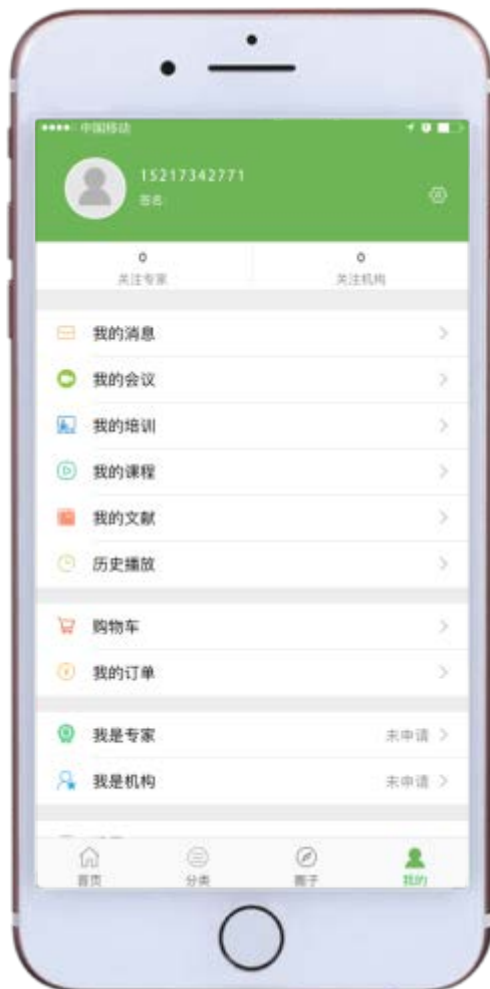 中国移动
15217342771
签名
0
0
关注专家
关注机构
我的消息
我的会议
我的培训
我的课程
我的文献
历史播放
购物车
我的订单
我是专家
未申请
我是机构
未申请
首页
分类
圈子
我的